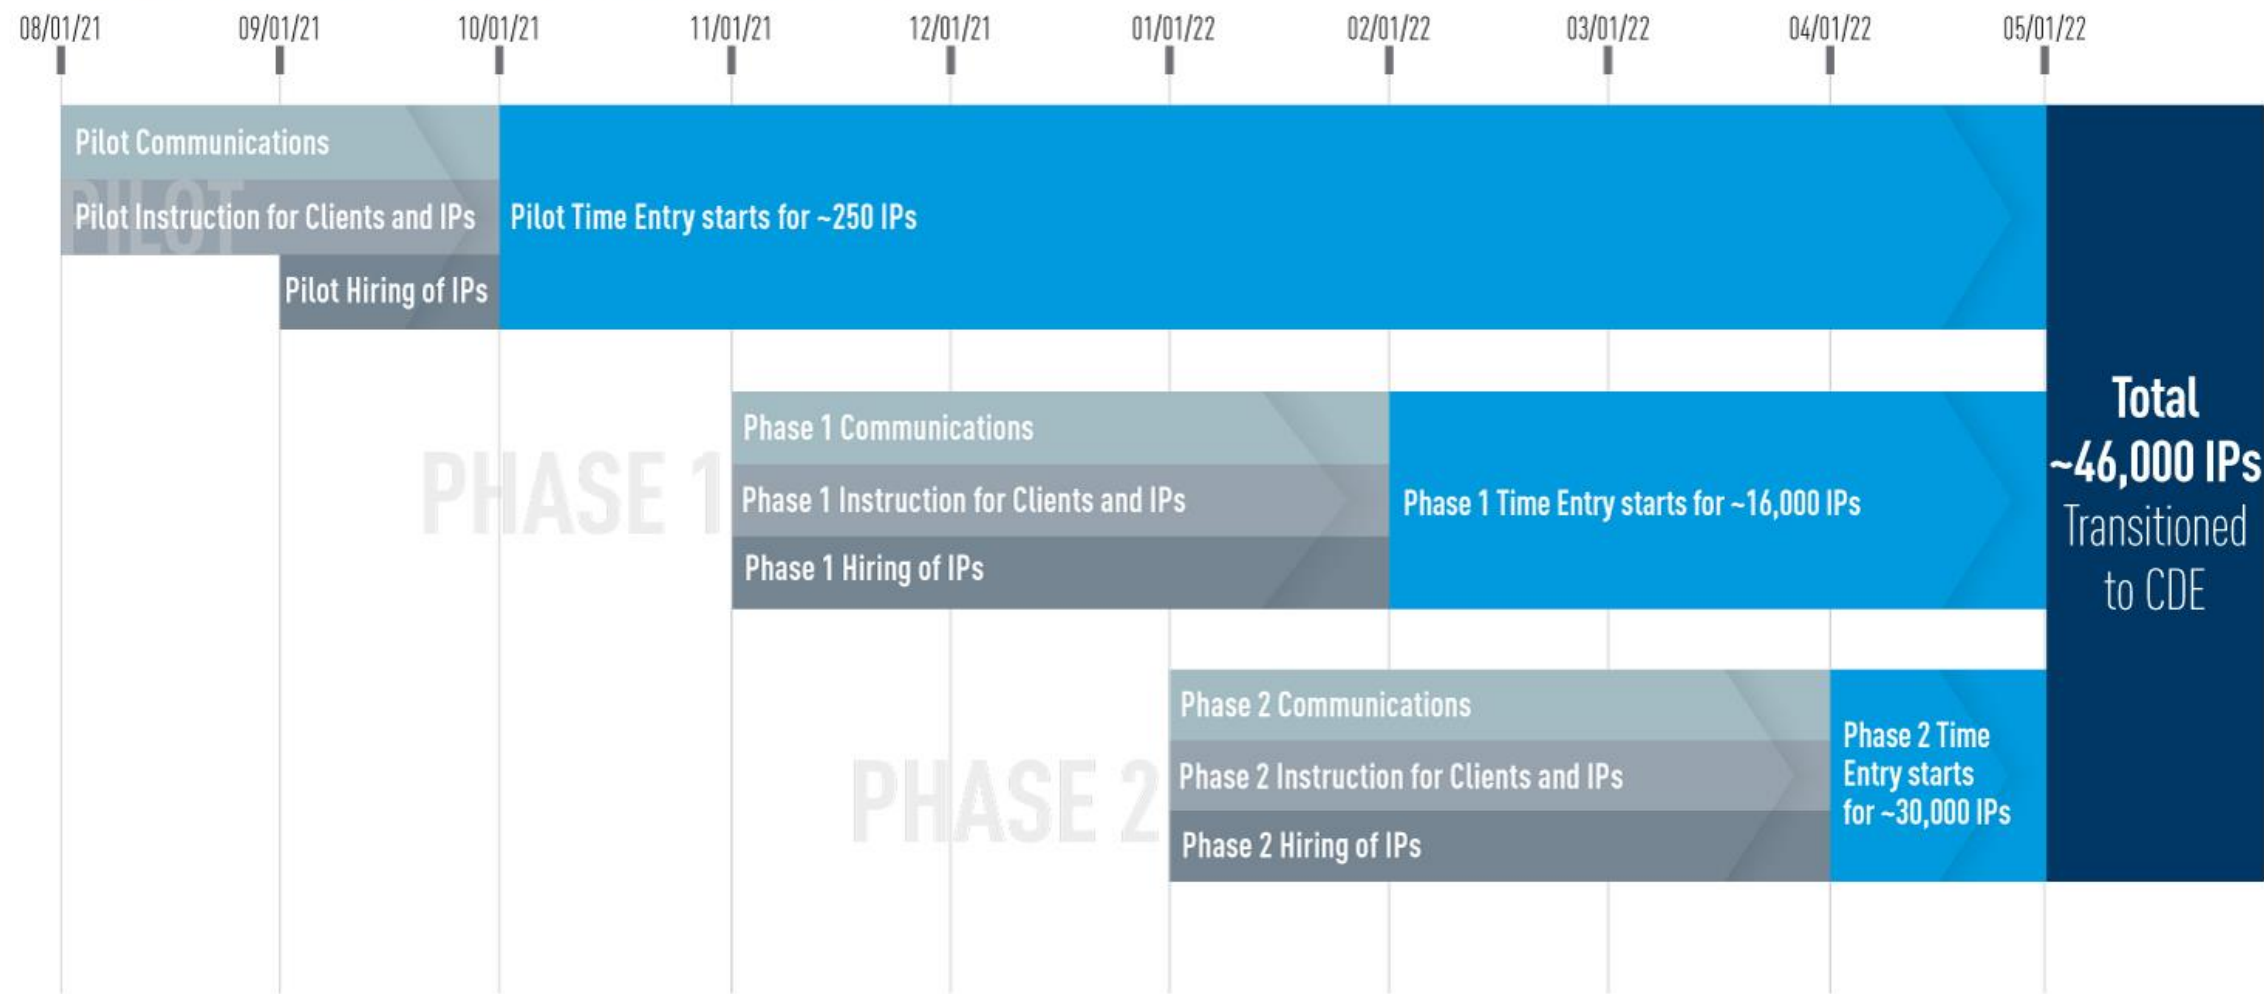 08/01/21 09/01/21 10/01/21 11/01/21 12/01/21 01/01/22 02/01/22 03/01/22 04/01/22 05/01/22
PILOT
Pilot Communications
Pilot Instruction for Clients and IPs
Pilot Hiring of IPs
Pilot Time Entry starts for ~250 IPs
PHASE 1
Phase 1 Communications
Phase 1 Instruction for Clients and IPs
Phase 1 Hiring of IPs
Phase 1 Time Entry starts for ~16,000 IPs
PHASE 2
Phase 2 Communications
Phase 2 Instruction for Clients and IPs
Phase 2 Hiring of IPs
Phase 2 Time
Entry starts
for ~30,000 IPs
Total
~46,000 IPs
Transitioned
to CDE